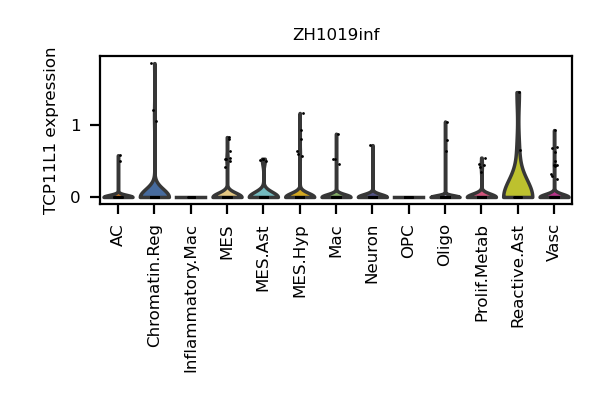 ZH1019inf
TCP11L1 expression
1
0
AC
Chromatin.Reg
Inflammatory.Mac
MES
MES.Ast
MES.Hyp
Mac
Neuron
OPC
Oligo
Prolif.Metab
Reactive.Ast
Vasc